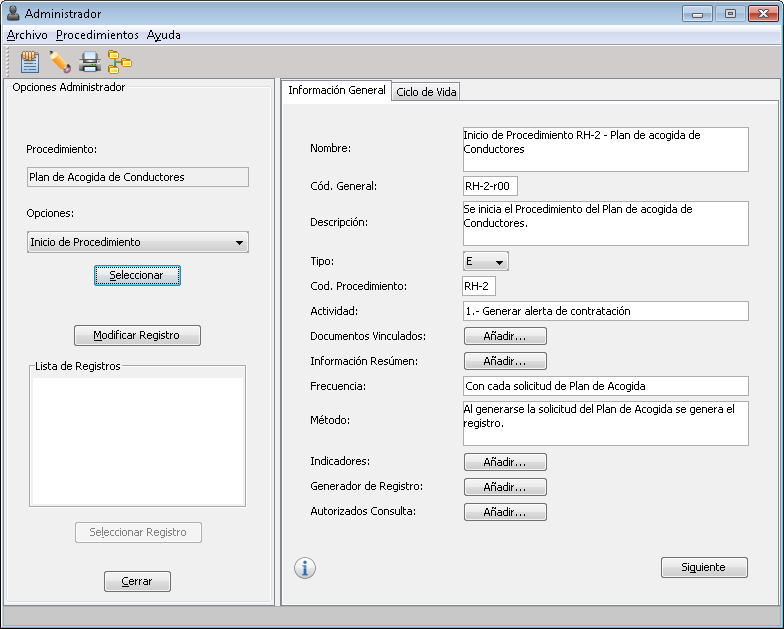 Administrador
Archivo Procedimientos Ayuda
Opciones Administrador
Procedimiento:
Plan de Acogida de Conductores
Opciones:
Inicio de Procedimiento
Seleccionar
Modificar Registro
Lista de Registros
Seleccionar Registro
Cerrar
Información General Ciclo de Vida
Nombre:
Inicio de Procedimiento RH-2 - Plan de acogida de
Conductores
Cód. General:
RH-2-r00
Descripción:
Se inicia el Procedimiento del Plan de acogida de
Conductores.
Tipo:
E
Cod. Procedimiento:
RH-2
Actividad:
1.- Generar alerta de contratación
Documentos Vinculados:
Añadir...
Información Resúmen:
Añadir...
Frecuencia:
Con cada solicitud de Plan de Acogida
Método:
Al generarse la solicitud del Plan de Acogida se genera el
registro.
Indicadores:
Añadir...
Generador de Registro:
Añadir...
Autorizados Consulta:
Añadir...
Siguiente